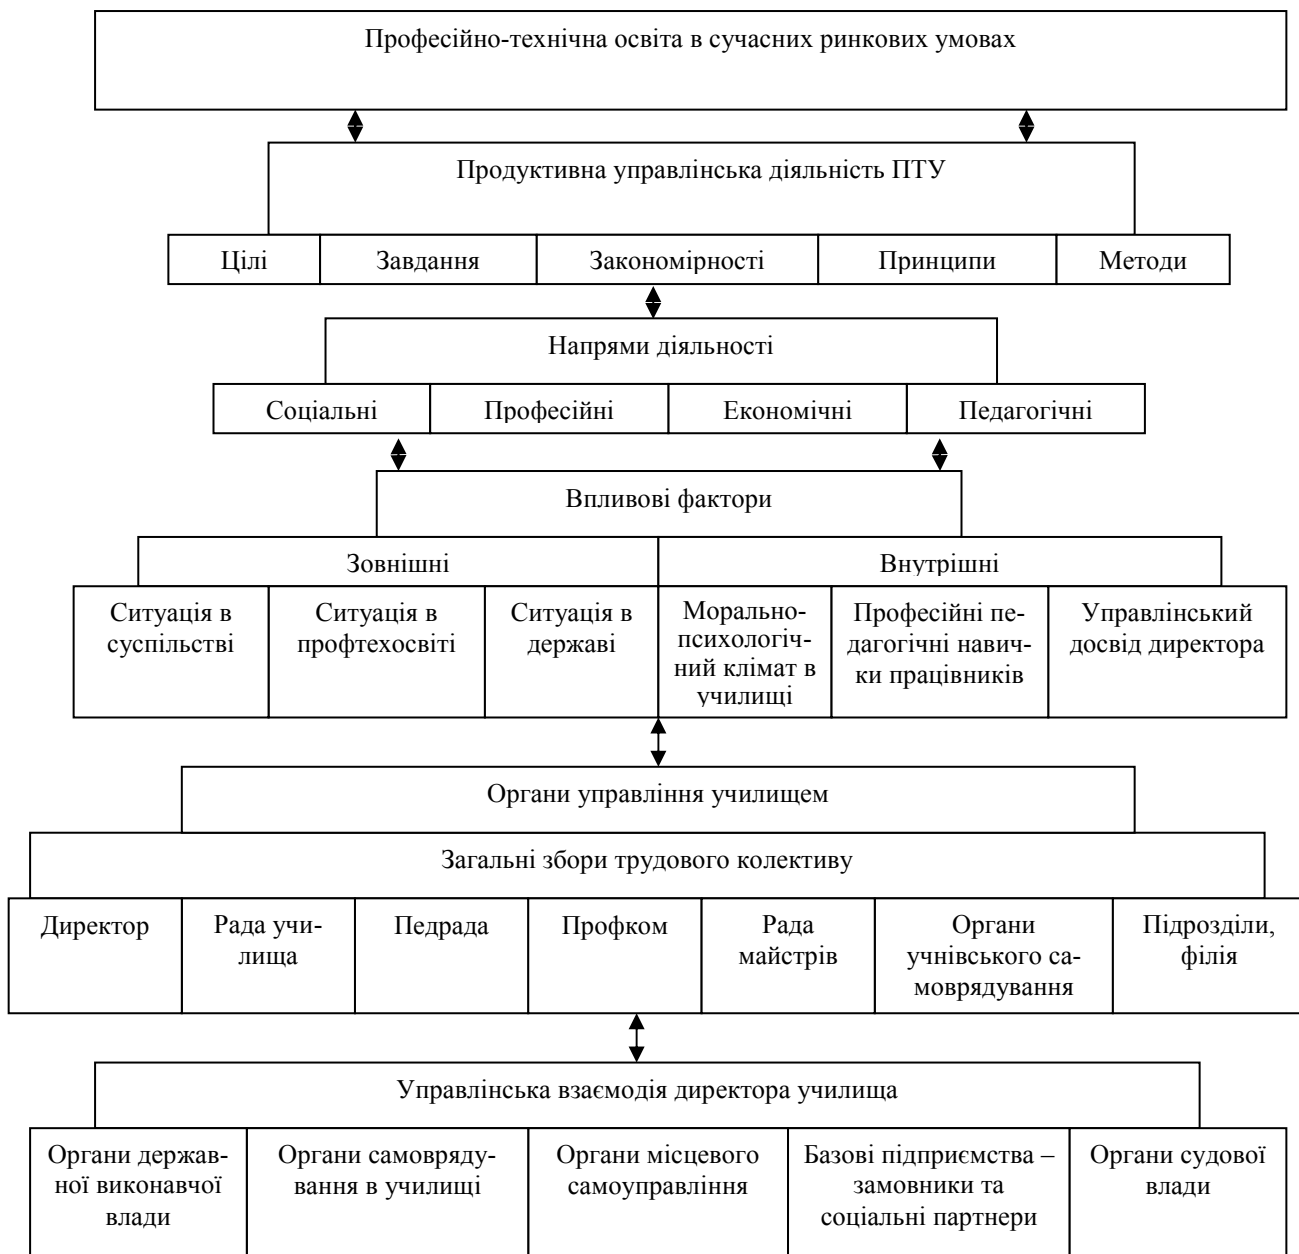 Професійно-технічна освіта в сучасних ринкових умовах
Продуктивна управлінська діяльність ПТУ
Цілі
Завдання
Закономірності
Принципи
Методи
Напрями діяльності
Соціальні
Професійні
Економічні
Педагогічні
Впливові фактори
Зовнішні
Внутрішні
Ситуація в
суспільстві
Ситуація в
профтехосвіті
Ситуація в
державі
Морально-
психологіч-
ний клімат в
училищі
Професійні пе-
дагогічні навич-
ки працівників
Управлінський
досвід директора
Органи управління училищем
Загальні збори трудового колективу
Директор
Рада учи-
лища
Педрада
Профком
Рада
майстрів
Органи
учнівського са-
моврядування
Підрозділи,
філія
Управлінська взаємодія директора училища
Органи держав-
ної виконавчої
влади
Органи самовряду-
вання в училищі
Органи місцевого
самоуправління
Базові підприємства –
замовники та
соціальні партнери
Органи судової
влади